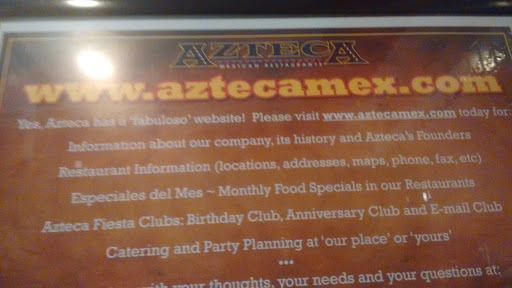 AZTECA
MEXICAN RESTAURANTS
www.aztecamex.com
Yes, Azteca has a 'fabuloso' website! Please visit www.aztecamex.com today for:
Information about our company, its history and Azteca's Founders
Restaurant Information (locations, addresses, maps, phone, fax, etc)
Especiales del Mes ~ Monthly Food Specials in our Restaurants
Azteca Fiesta Clubs: Birthday Club, Anniversary Club and E-mail Club
Catering and Party Planning at 'our place' or 'yours'
•••
with your thoughts, your needs and your questions at: